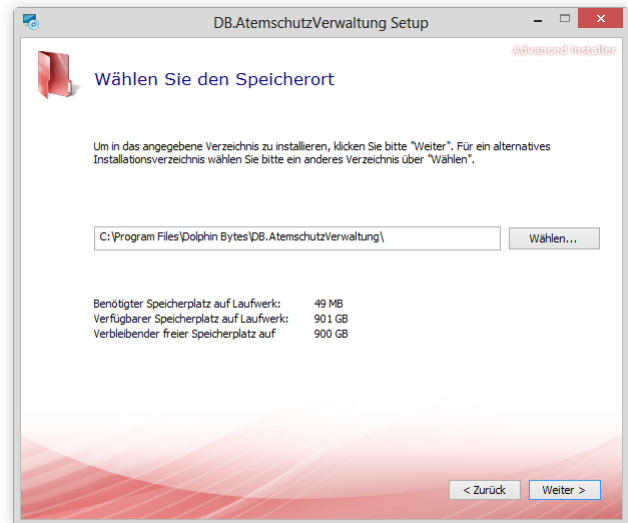 DB.AtemschutzVerwaltung Setup
Advanced Installer
Wählen Sie den Speicherort
Um in das angegebene Verzeichnis zu installieren, klicken Sie bitte "Weiter". Für ein alternatives
Installationsverzeichnis wählen Sie bitte ein anderes Verzeichnis über "Wählen".
C:\Program Files\Dolphin Bytes\DB.AtemschutzVerwaltung\
Wählen...
Benötigter Speicherplatz auf Laufwerk: 49 MB
Verfügbarer Speicherplatz auf Laufwerk: 901 GB
Verbleibender freier Speicherplatz auf 900 GB
< Zurück
Weiter >